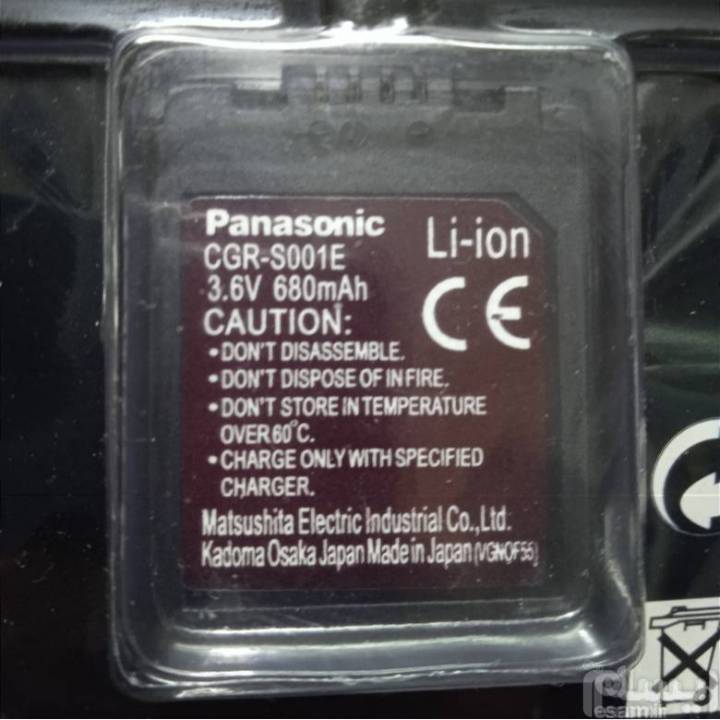 Panasonic
Li-ion
CGR-S001E
3.6V 680mAh
CE
CAUTION:
•DON'T DISASSEMBLE.
•DON'T DISPOSE OF IN FIRE.
•DON'T STORE IN TEMPERATURE
OVER 60°C.
•CHARGE ONLY WITH SPECIFIED
CHARGER.
Matsushita Electric Industrial Co., Ltd.
Kadoma Osaka Japan Made in Japan (VGNOF55)